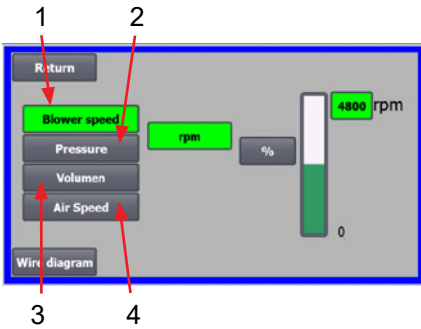 1 2
Return
4800 rpm
Blower speed
rpm
Pressure
%
Volumen
Air Speed
0
Wire diagram
3 4